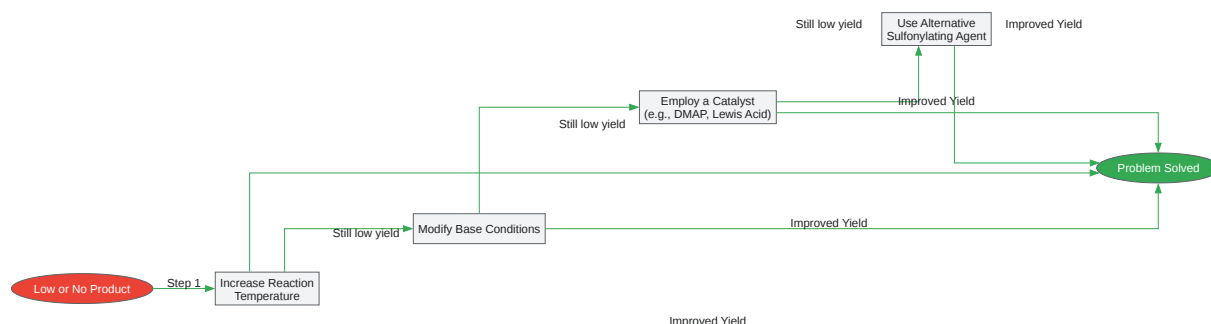 Still low yield
Use Alternative
Sulfonylating Agent
Improved Yield
Employ a Catalyst
(e.g., DMAP, Lewis Acid)
Improved Yield
Still low yield
Problem Solved
Still low yield
Modify Base Conditions
Improved Yield
Low or No Product
Step 1
Increase Reaction
Temperature
Improved Yield